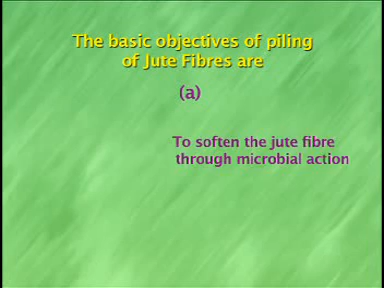 The basic objectives of piling
of Jute Fibres are
(a)
To soften the jute fibre
through microbial action